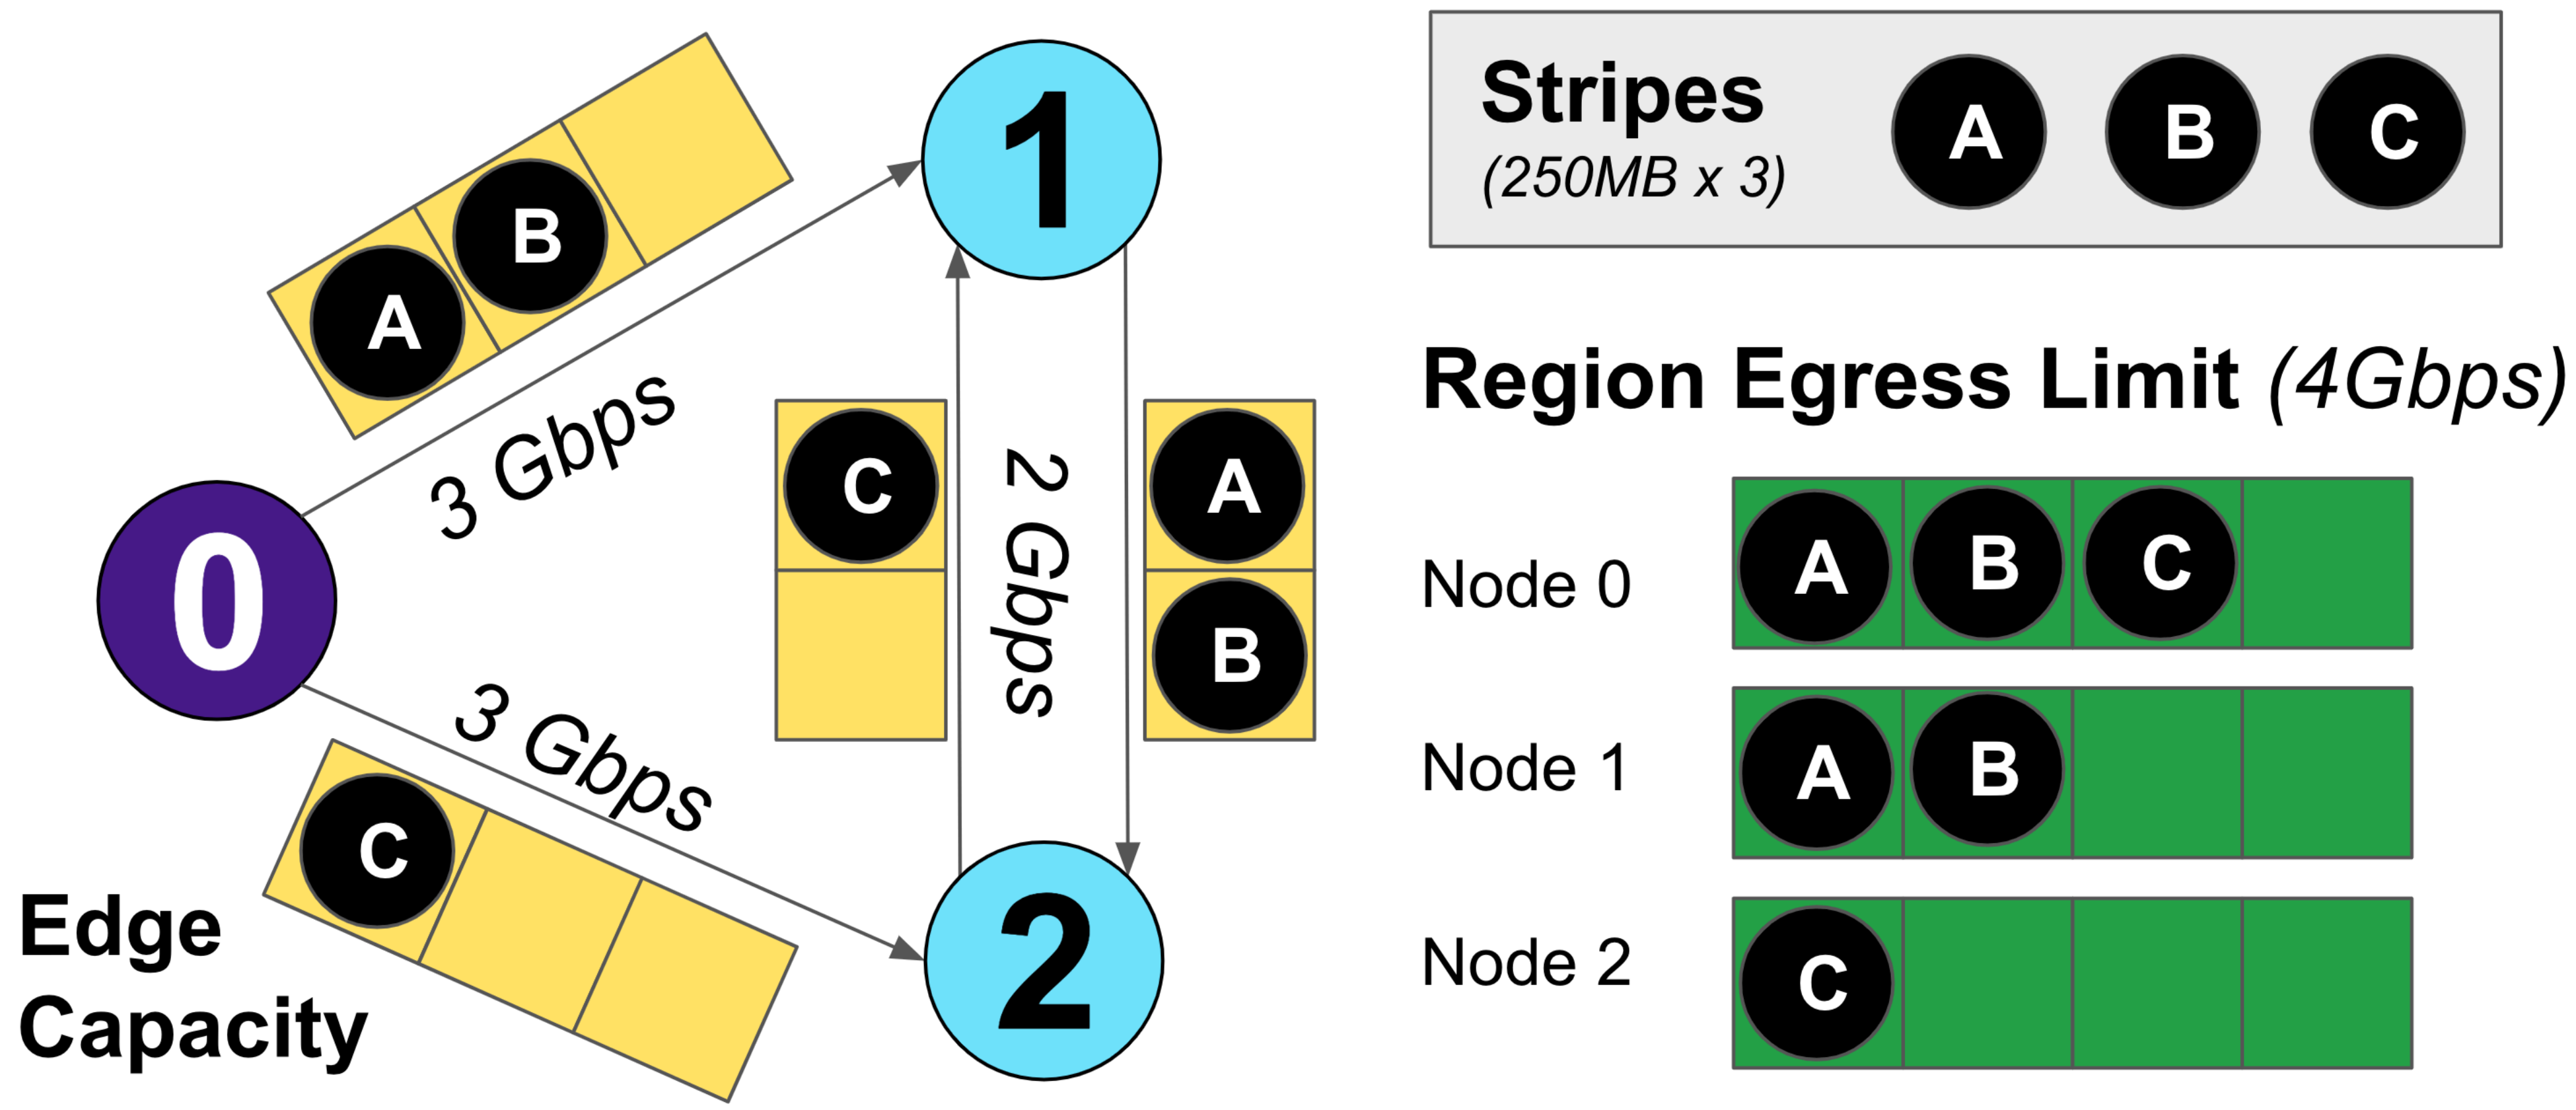 A
B
3 Gbps
1
0
C
2 Gbps
A
B
3 Gbps
C
2
Edge
Capacity
Stripes
(250MB x 3)
A B C
Region Egress Limit (4Gbps)
Node 0 A B C
Node 1 A B
Node 2 C